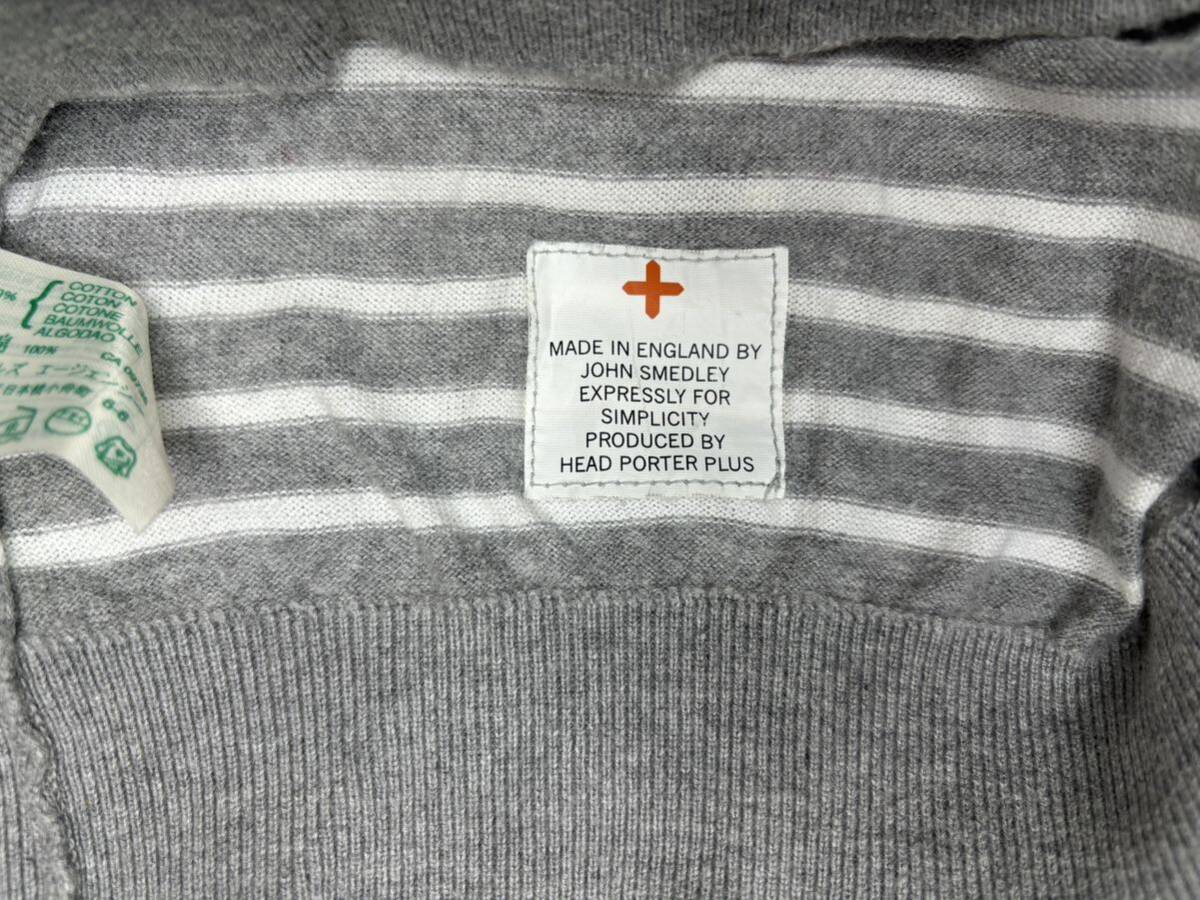 COTTON
COTON
COTONE
BAUMWOLLE
ALGODAO
100%
MADE IN ENGLAND BY
JOHN SMEDLEY
EXPRESSLY FOR
SIMPLICITY
PRODUCED BY
HEAD PORTER PLUS